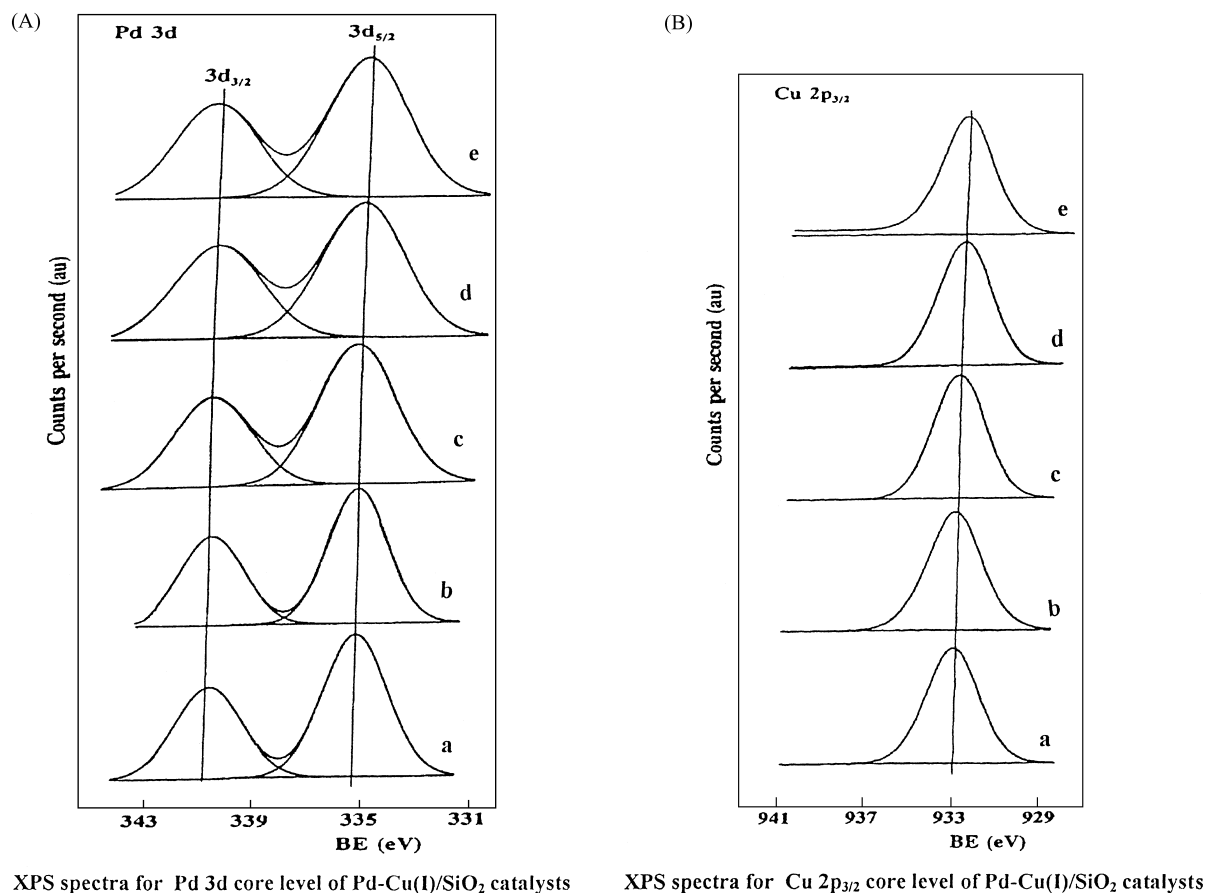 (A)
Pd 3d
3d5/2
3d3/2
e
d
c
b
a
Counts per second (au)
343 339 335 331
BE (eV)
XPS spectra for Pd 3d core level of Pd-Cu(I)/SiO2 catalysts
(B)
Cu 2p3/2
e
d
c
b
a
Counts per second (au)
941 937 933 929
BE (eV)
XPS spectra for Cu 2p3/2 core level of Pd-Cu(I)/SiO2 catalysts